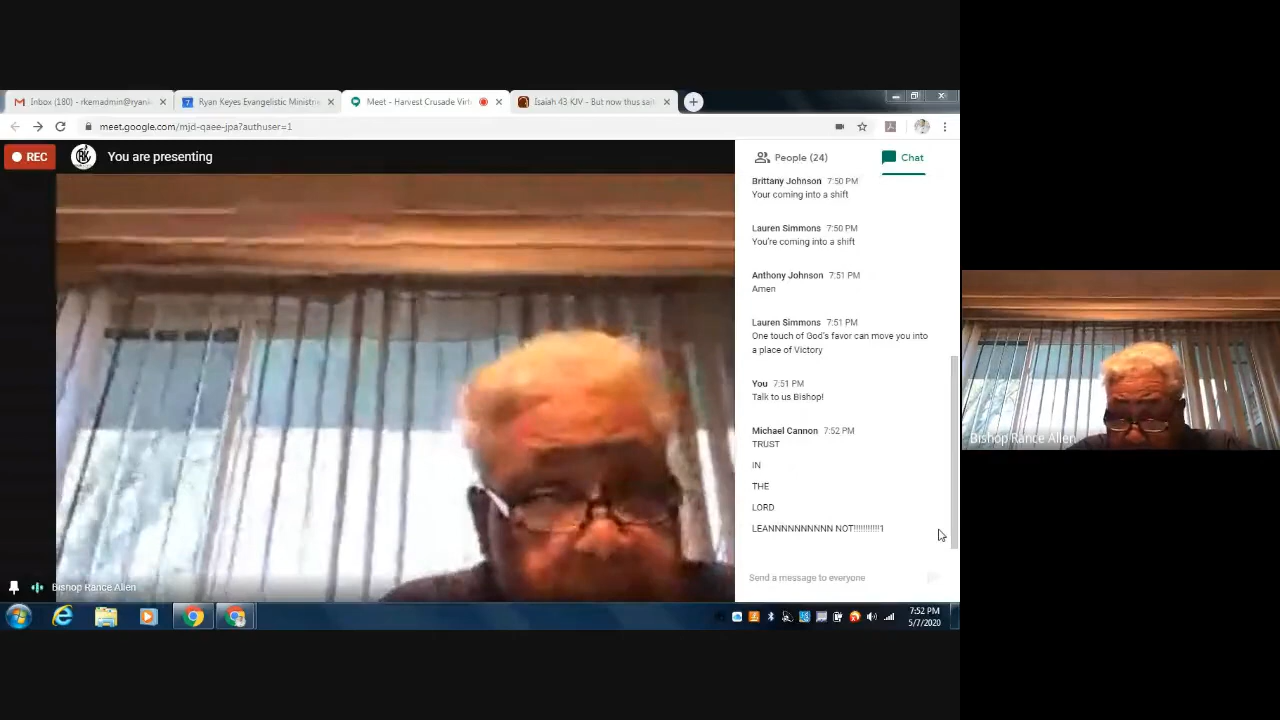 Inbox (180) - rkemadmin@ryank
Ryan Keyes Evangelistic Ministrie
Meet - Harvest Crusade Virtu
Isaiah 43 KJV - But now thus sait
meet.google.com/mjd-qaee-jpa?authuser=1
REC
RK
You are presenting
People (24)
Chat
Brittany Johnson 7:50 PM
Your coming into a shift
Lauren Simmons 7:50 PM
You're coming into a shift
Anthony Johnson 7:51 PM
Amen
Lauren Simmons 7:51 PM
One touch of God's favor can move you into
a place of Victory
You 7:51 PM
Talk to us Bishop!
Michael Cannon 7:52 PM
TRUST
IN
THE
LORD
LEANNNNNNNNNN NOT!!!!!!!!!!!1
Send a message to everyone
Bishop Rance Allen
7:52 PM
5/7/2020
Bishop Rance Allen